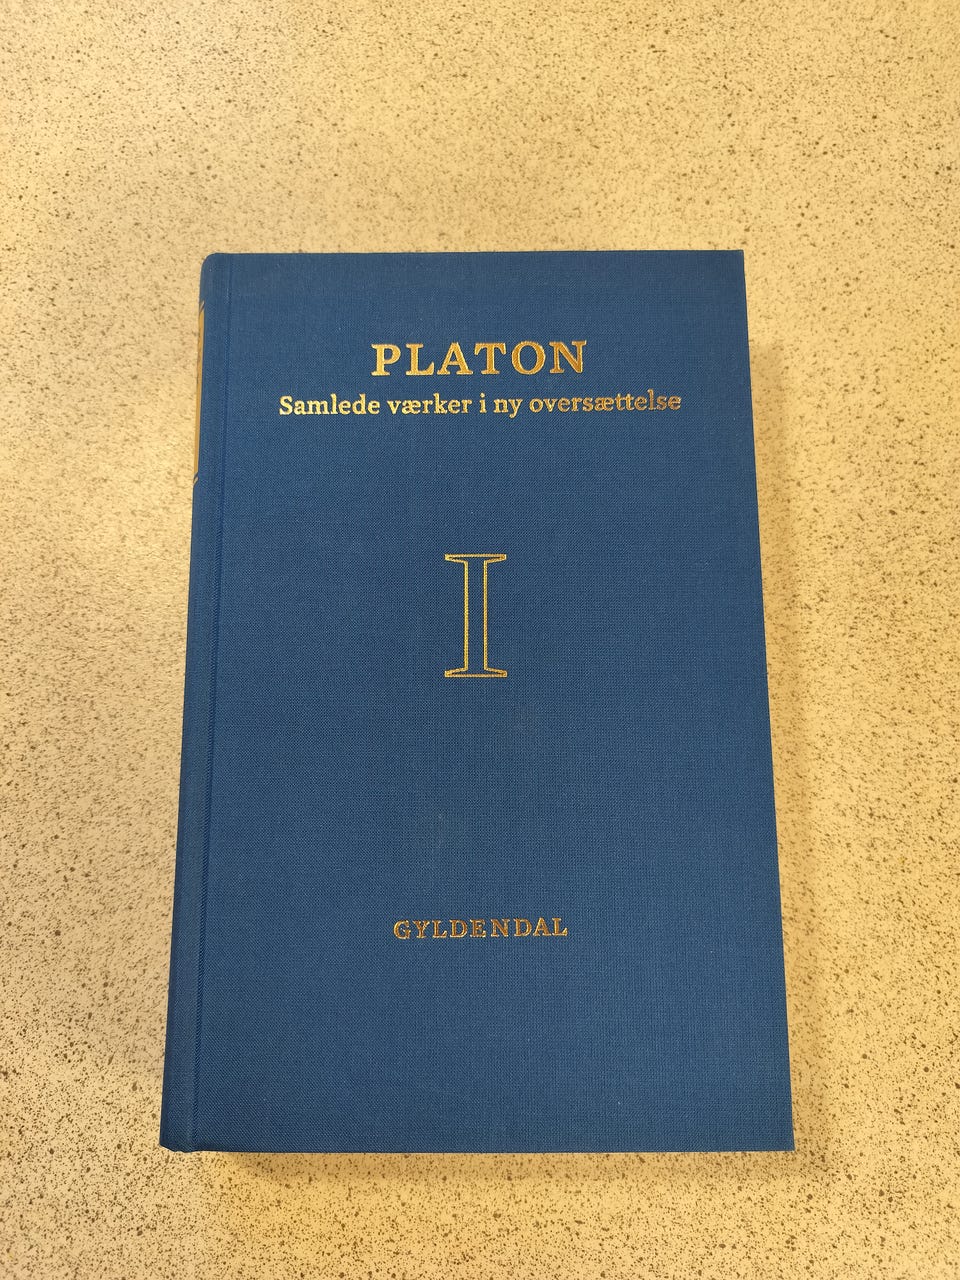 PLATON
Samlede værker i ny oversættelse
I
GYLDENDAL